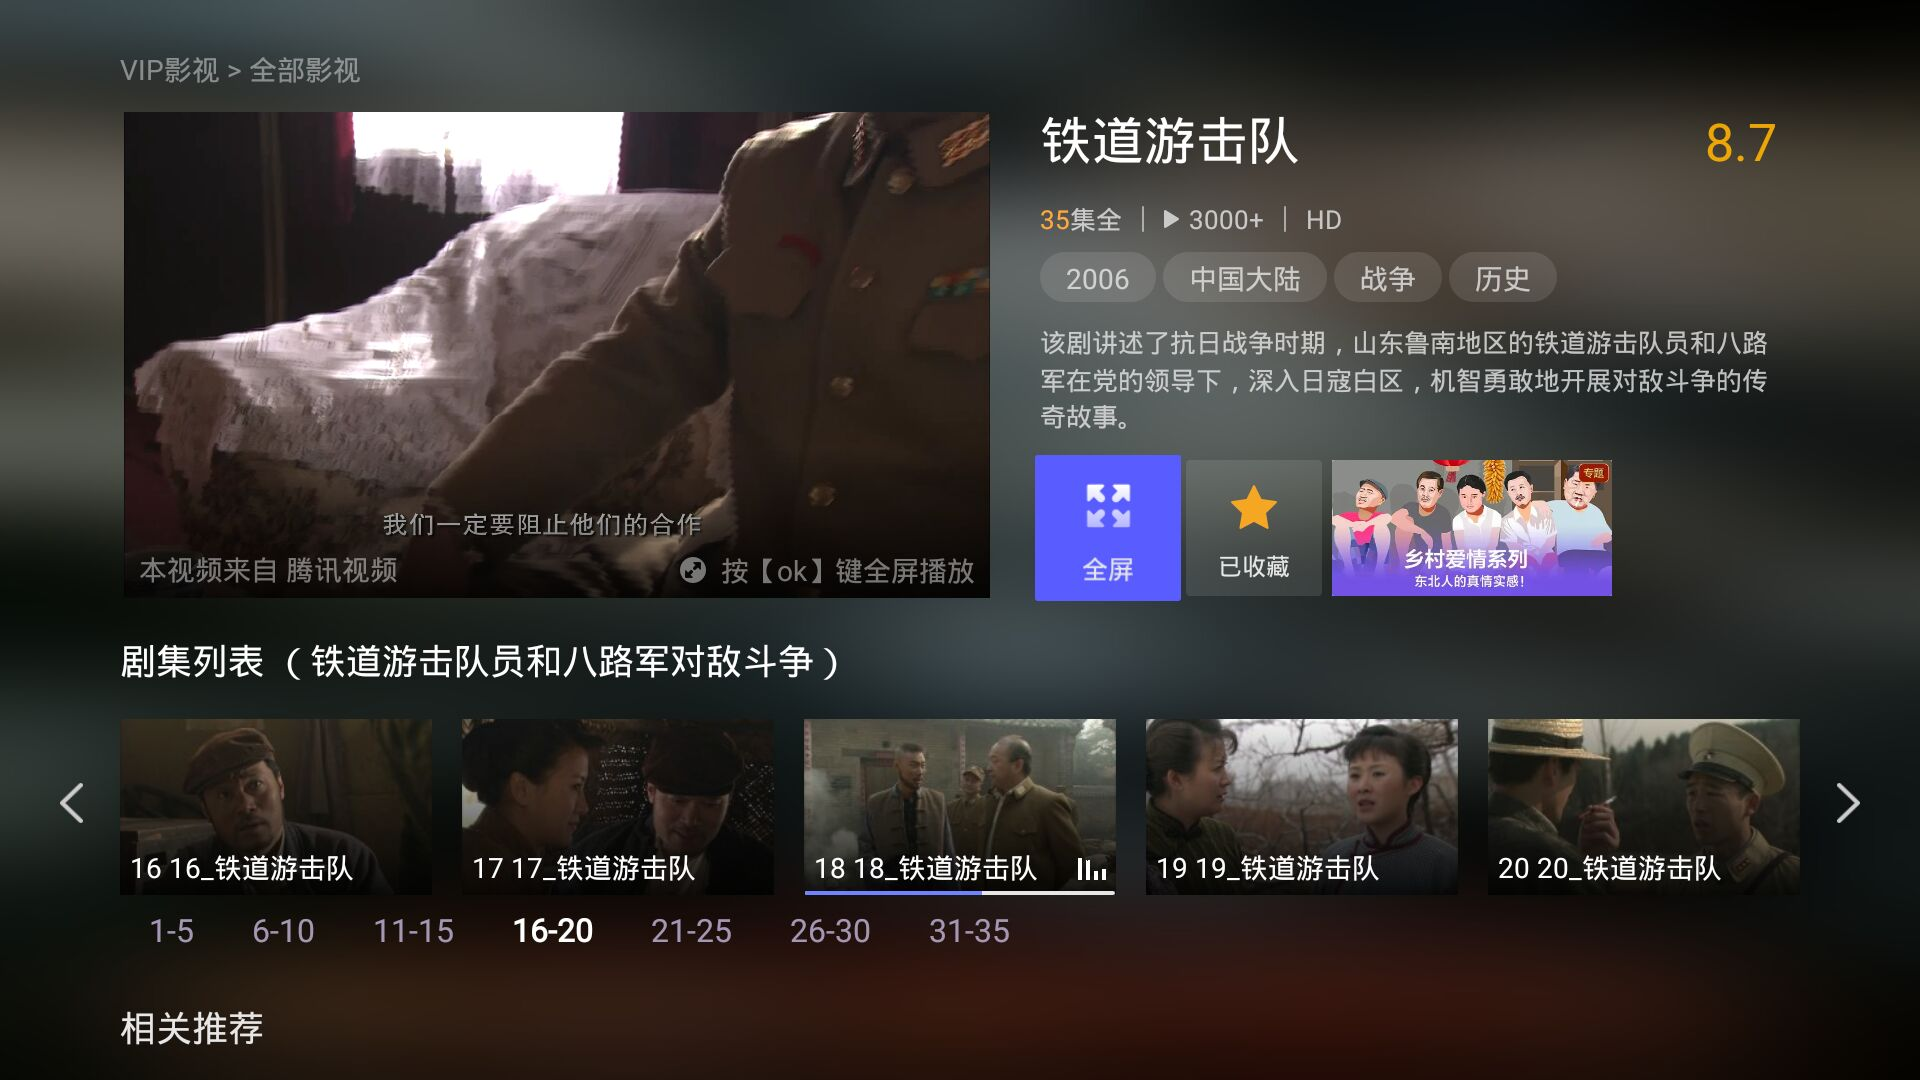 VIP影视 > 全部影视
我们一定要阻止他们的合作
本视频来自 腾讯视频
按【ok】键全屏播放
铁道游击队
8.7
35集全
3000+
HD
2006
中国大陆
战争
历史
该剧讲述了抗日战争时期，山东鲁南地区的铁道游击队员和八路
军在党的领导下，深入日寇白区，机智勇敢地开展对敌斗争的传
奇故事。
全屏
已收藏
专题
乡村爱情系列
东北人的真情实感！
剧集列表 （铁道游击队员和八路军对敌斗争）
16 16_铁道游击队
17 17_铁道游击队
18 18_铁道游击队
19 19_铁道游击队
20 20_铁道游击队
1-5
6-10
11-15
16-20
21-25
26-30
31-35
相关推荐